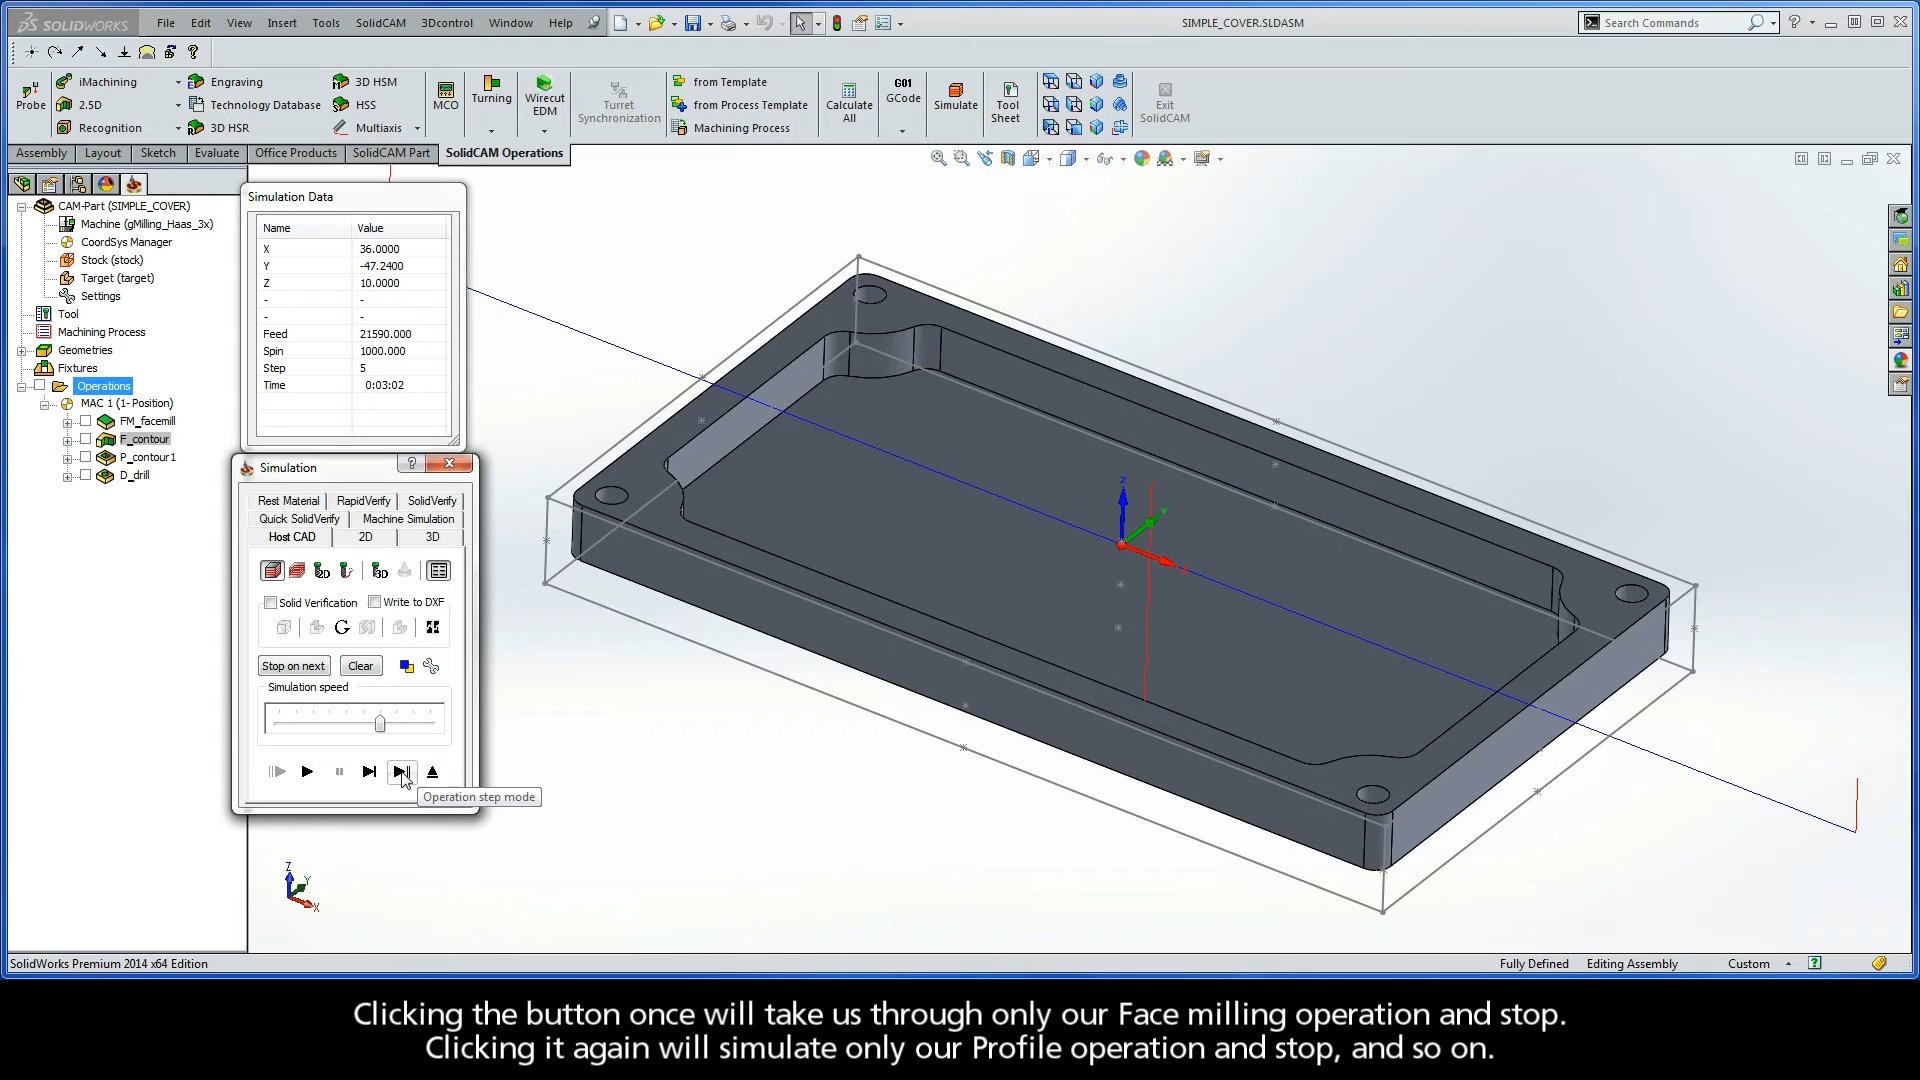 SOLIDWORKS File Edit View Insert Tools SolidCAM 3Dcontrol Window Help SIMPLE_COVER.SLDASM Search Commands
iMachining Engraving 3D HSM from Template
2.5D Technology Database HSS from Process Template
Recognition 3D HSR Multiaxis Machining Process
Probe MCO Turning Wirecut EDM Turret Synchronization Calculate All G01 GCode Simulate Tool Sheet Exit SolidCAM
Assembly Layout Sketch Evaluate Office Products SolidCAM Part SolidCAM Operations
CAM-Part (SIMPLE_COVER)
Machine (gMilling_Haas_3x)
CoordSys Manager
Stock (stock)
Target (target)
Settings
Tool
Machining Process
Geometries
Fixtures
Operations
MAC 1 (1- Position)
FM_facemill
F_contour
P_contour1
D_drill
Simulation Data
Name Value
X 36.0000
Y -47.2400
Z 10.0000
- -
- -
Feed 21590.000
Spin 1000.000
Step 5
Time 0:03:02
Simulation
Rest Material RapidVerify SolidVerify
Quick SolidVerify Machine Simulation
Host CAD 2D 3D
2D 3D
Solid Verification Write to DXF
Stop on next Clear
Simulation speed
Operation step mode
Z Y X
Z Y
SolidWorks Premium 2014 x64 Edition Fully Defined Editing Assembly Custom
Clicking the button once will take us through only our Face milling operation and stop.
Clicking it again will simulate only our Profile operation and stop, and so on.